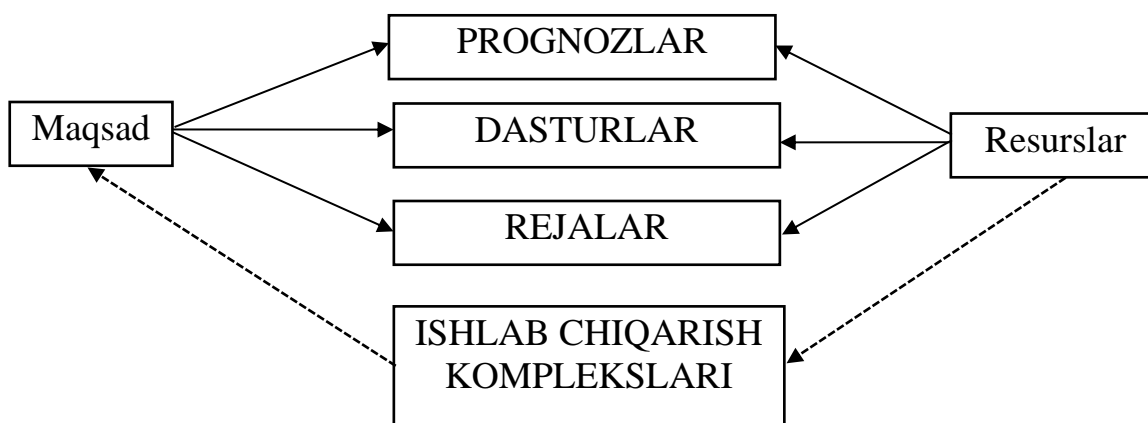 PROGNOZLAR
Maqsad
DASTURLAR
Resurslar
REJALAR
ISHLAB CHIQARISH
KOMPLEKSLARI